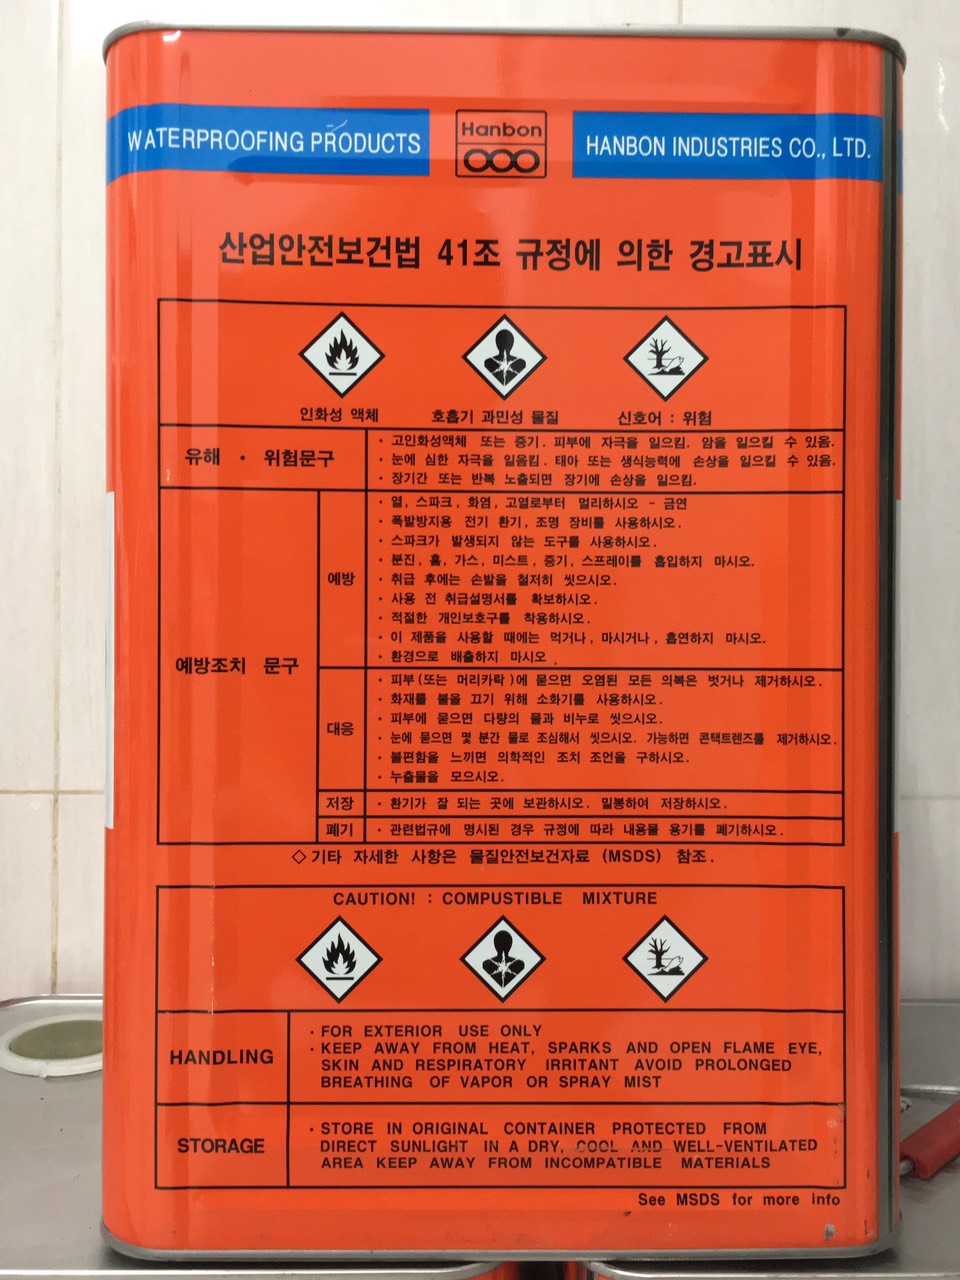 WATERPROOFING PRODUCTS
Hanbon
HANBON INDUSTRIES CO., LTD.
산업안전보건법 41조 규정에 의한 경고표시
인화성 액체
호흡기 과민성 물질
신호어 : 위험
유해 · 위험문구
· 고인화성액체 또는 증기. 피부에 자극을 일으킴. 암을 일으킬 수 있음.
· 눈에 심한 자극을 일음킴. 태아 또는 생식능력에 손상을 일으킬 수 있음.
· 장기간 또는 반복 노출되면 장기에 손상을 일으킴.
예방조치 문구
예방
· 열, 스파크, 화염, 고열로부터 멀리하시오 - 금연
· 폭발방지용 전기 환기, 조명 장비를 사용하시오.
· 스파크가 발생되지 않는 도구를 사용하시오.
· 분진, 흄, 가스, 미스트, 증기, 스프레이를 흡입하지 마시오.
· 취급 후에는 손발을 철저히 씻으시오.
· 사용 전 취급설명서를 확보하시오.
· 적절한 개인보호구를 착용하시오.
· 이 제품을 사용할 때에는 먹거나, 마시거나, 흡연하지 마시오.
· 환경으로 배출하지 마시오 .
대응
· 피부(또는 머리카락)에 묻으면 오염된 모든 의복은 벗거나 제거하시오.
· 화재를 불을 끄기 위해 소화기를 사용하시오.
· 피부에 묻으면 다량의 물과 비누로 씻으시오.
· 눈에 묻으면 몇 분간 물로 조심해서 씻으시오. 가능하면 콘택트렌즈를 제거하시오.
· 불편함을 느끼면 의학적인 조치 조언을 구하시오.
· 누출물을 모으시오.
저장
· 환기가 잘 되는 곳에 보관하시오. 밀봉하여 저장하시오.
폐기
· 관련법규에 명시된 경우 규정에 따라 내용물 용기를 폐기하시오.
◇ 기타 자세한 사항은 물질안전보건자료 (MSDS) 참조.
CAUTION! : COMPUSTIBLE MIXTURE
HANDLING
· FOR EXTERIOR USE ONLY
· KEEP AWAY FROM HEAT, SPARKS AND OPEN FLAME EYE,
SKIN AND RESPIRATORY IRRITANT AVOID PROLONGED
BREATHING OF VAPOR OR SPRAY MIST
STORAGE
· STORE IN ORIGINAL CONTAINER PROTECTED FROM
DIRECT SUNLIGHT IN A DRY, COOL AND WELL-VENTILATED
AREA KEEP AWAY FROM INCOMPATIBLE MATERIALS
See MSDS for more info